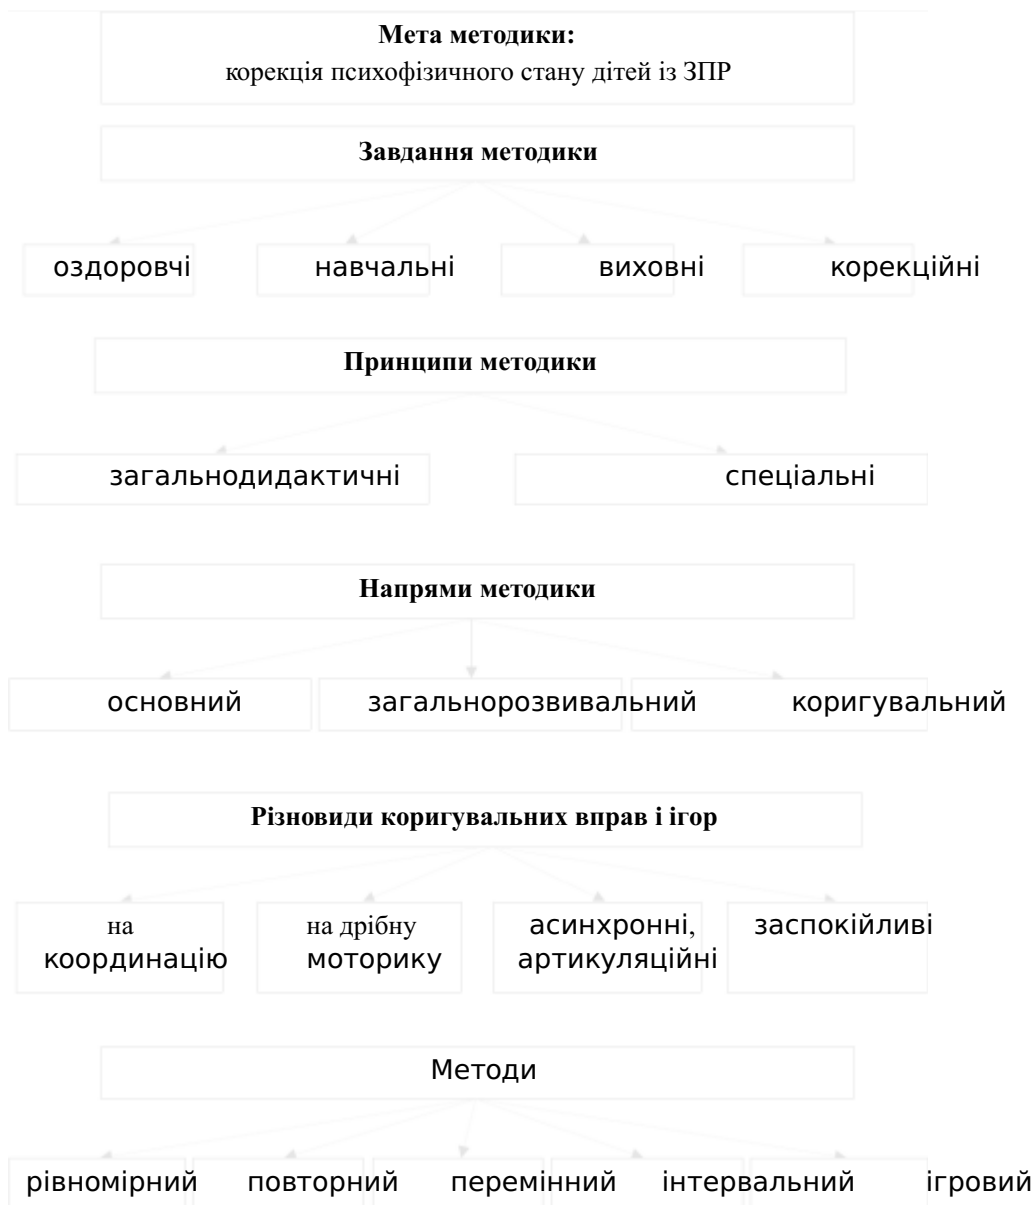 Мета методики:
корекція психофізичного стану дітей із ЗПР
Завдання методики
оздоровчі навчальні виховні корекційні
Принципи методики
загальнодидактичні спеціальні
Напрями методики
основний загальнорозвивальний коригувальний
Різновиди коригувальних вправ і ігор
на
координацію
на дрібну
моторику
асинхронні,
артикуляційні
заспокійливі
Методи
рівномірний повторний перемінний інтервальний ігровий